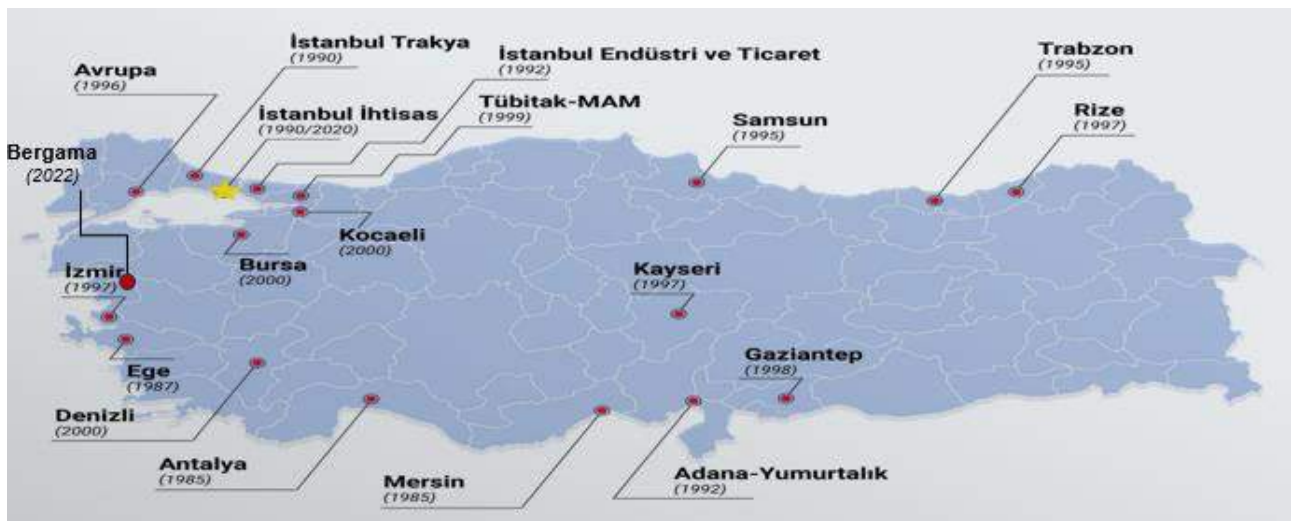 İstanbul Trakya
(1990)
İstanbul Endüstri ve Ticaret
(1992)
Trabzon
(1995)
Avrupa
(1996)
İstanbul İhtisas
(1990/2020)
Tübitak-MAM
(1999)
Samsun
(1995)
Rize
(1997)
Bergama
(2022)
Kocaeli
(2000)
İzmir
(1997)
Bursa
(2000)
Kayseri
(1997)
Ege
(1987)
Gaziantep
(1998)
Denizli
(2000)
Antalya
(1985)
Mersin
(1985)
Adana-Yumurtalık
(1992)